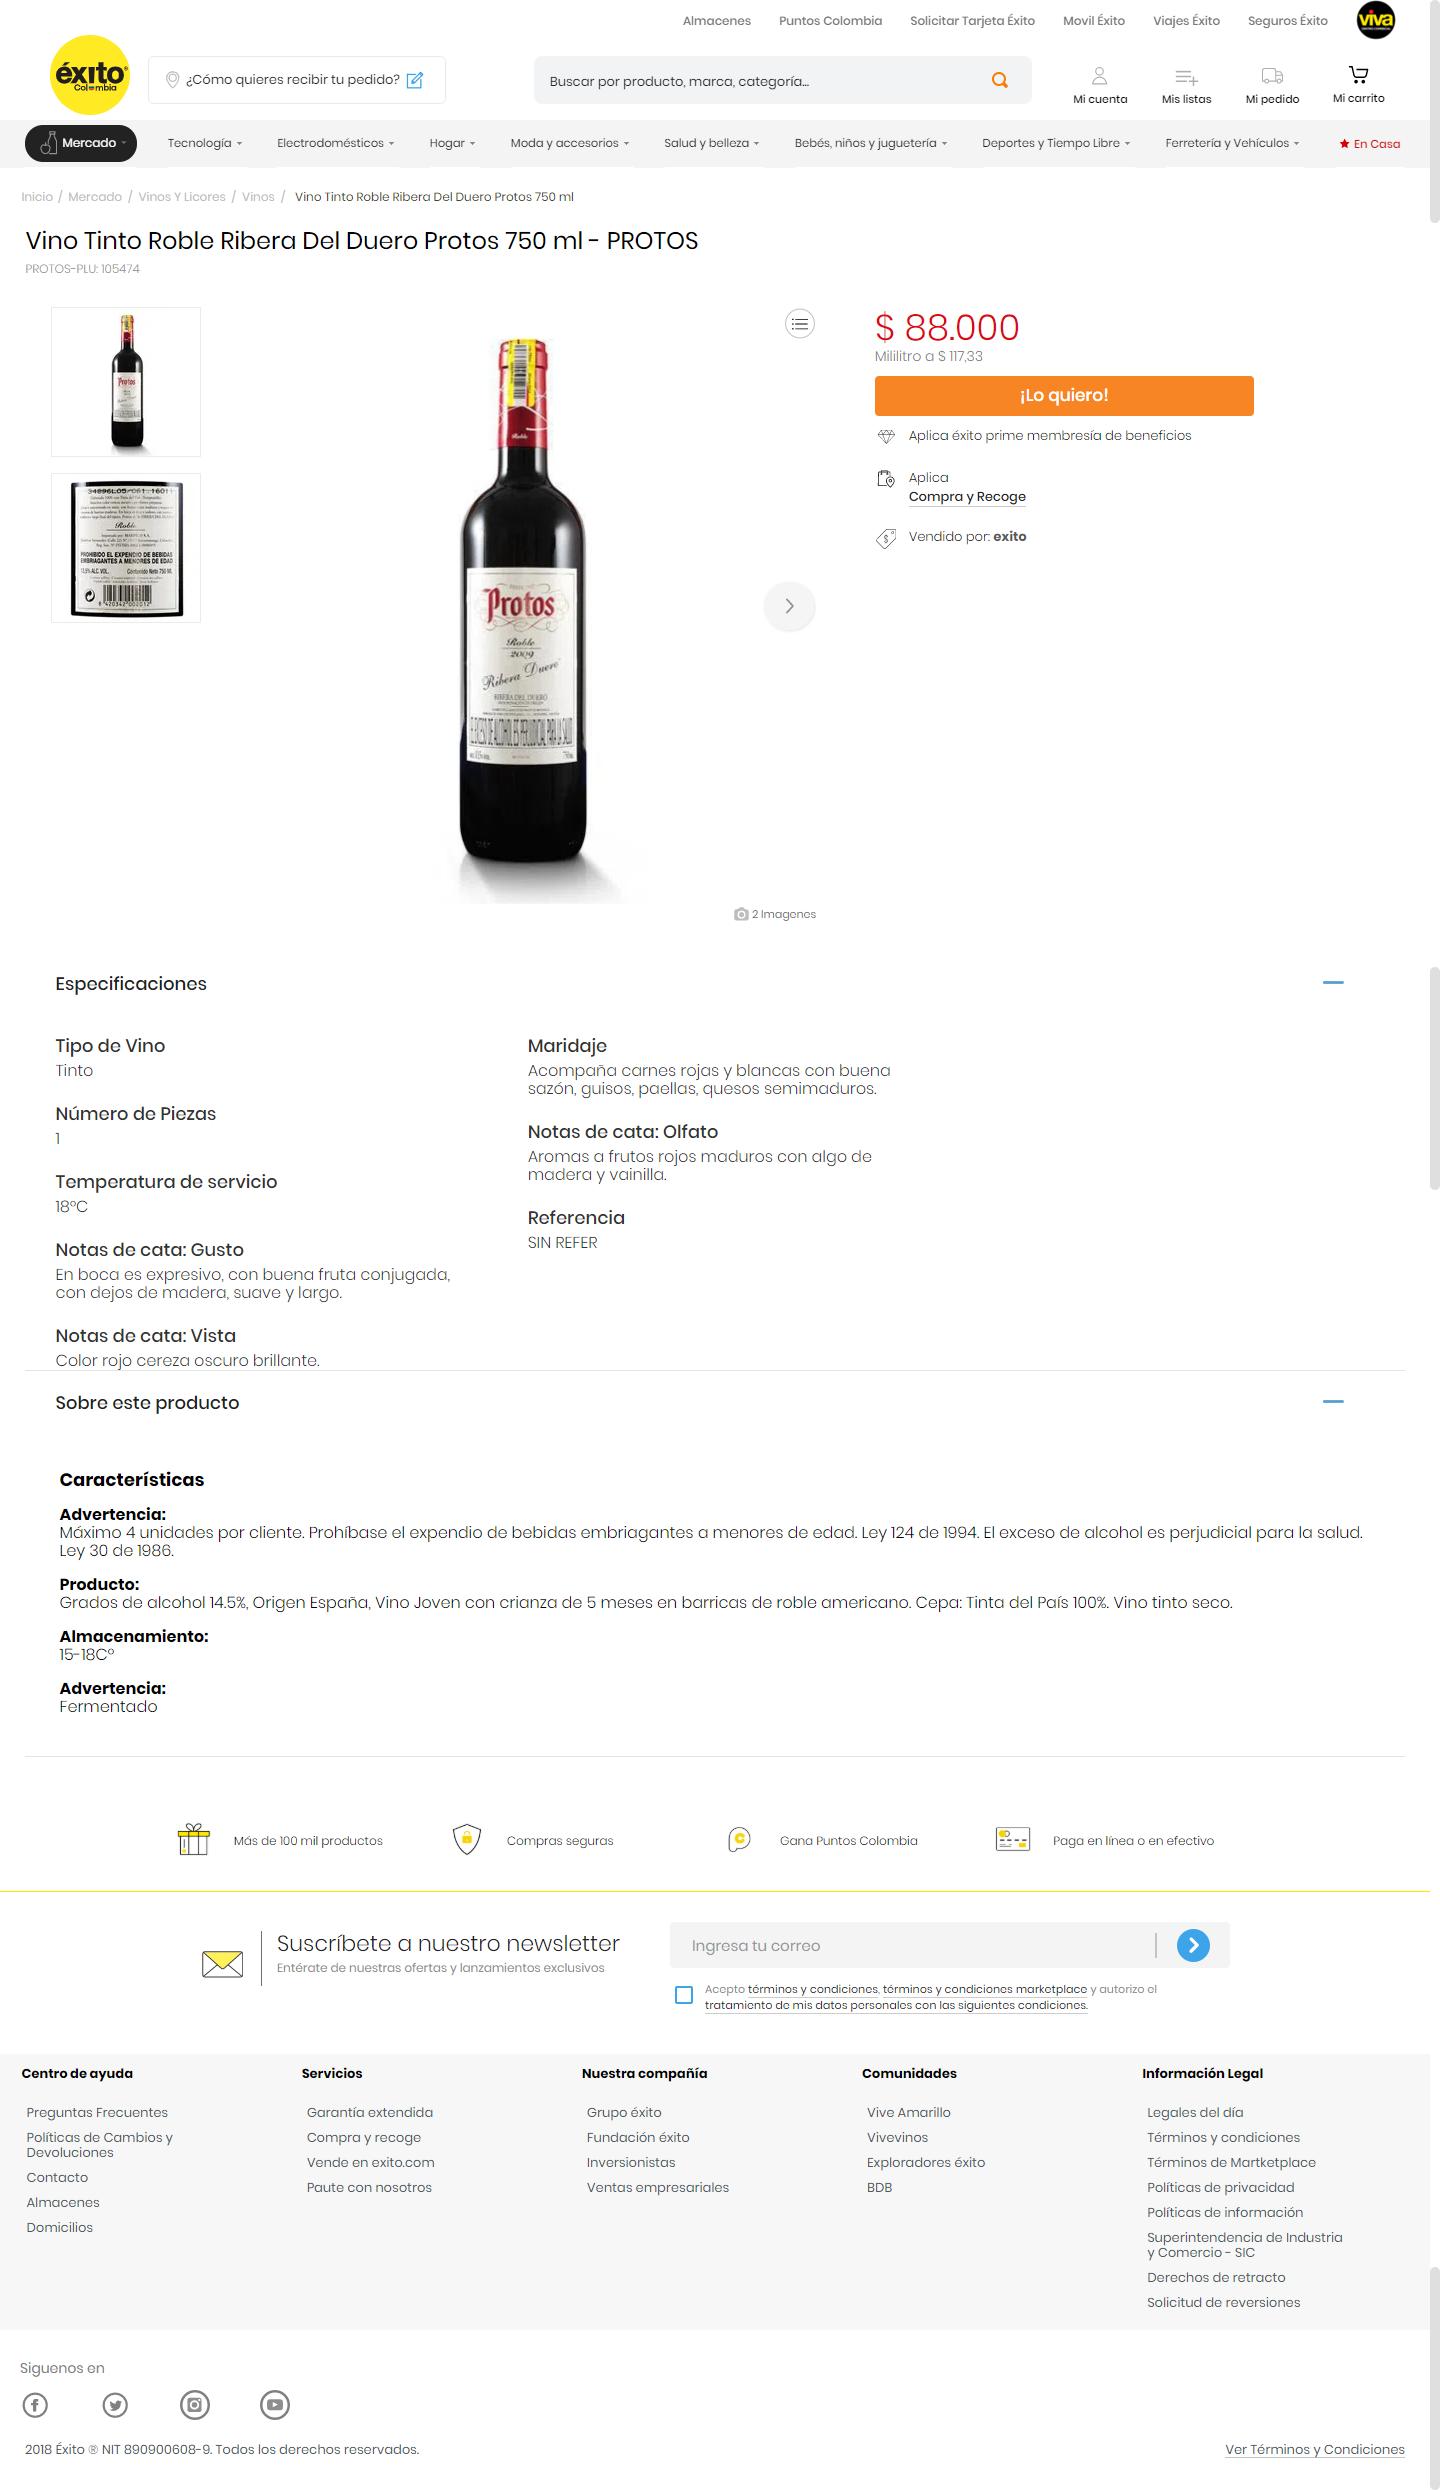 Almacenes Puntos Colombia Solicitar Tarjeta Éxito Movil Éxito Viajes Éxito Seguros Éxito viva
éxito
Colombia
¿Cómo quieres recibir tu pedido?
Buscar por producto, marca, categoría...
Mi cuenta Mis listas Mi pedido Mi carrito
Mercado Tecnología Electrodomésticos Hogar Moda y accesorios Salud y belleza Bebés, niños y juguetería Deportes y Tiempo Libre Ferretería y Vehículos En Casa
Inicio / Mercado / Vinos Y Licores / Vinos / Vino Tinto Roble Ribera Del Duero Protos 750 ml
Vino Tinto Roble Ribera Del Duero Protos 750 ml - PROTOS
PROTOS-PLU: 105474
Protos
Roble
PROHIBIDO EL EXPENDIO DE BEBIDAS
EMBRIAGANTES A MENORES DE EDAD
Contenido Neto 750 ML
Roble
Protos
Roble
2009
Ribera Duero
RIBERA DEL DUERO
$ 88.000
Mililitro a $ 117,33
¡Lo quiero!
Aplica éxito prime membresía de beneficios
Aplica
Compra y Recoge
Vendido por: exito
2 Imagenes
Especificaciones
Tipo de Vino
Tinto
Número de Piezas
1
Temperatura de servicio
18°C
Notas de cata: Gusto
En boca es expresivo, con buena fruta conjugada,
con dejos de madera, suave y largo.
Notas de cata: Vista
Color rojo cereza oscuro brillante.
Maridaje
Acompaña carnes rojas y blancas con buena
sazón, guisos, paellas, quesos semimaduros.
Notas de cata: Olfato
Aromas a frutos rojos maduros con algo de
madera y vainilla.
Referencia
SIN REFER
Sobre este producto
Características
Advertencia:
Máximo 4 unidades por cliente. Prohíbase el expendio de bebidas embriagantes a menores de edad. Ley 124 de 1994. El exceso de alcohol es perjudicial para la salud.
Ley 30 de 1986.
Producto:
Grados de alcohol 14.5%, Origen España, Vino Joven con crianza de 5 meses en barricas de roble americano. Cepa: Tinta del País 100%. Vino tinto seco.
Almacenamiento:
15-18C°
Advertencia:
Fermentado
Más de 100 mil productos Compras seguras Gana Puntos Colombia Paga en línea o en efectivo
Suscríbete a nuestro newsletter
Entérate de nuestras ofertas y lanzamientos exclusivos
Ingresa tu correo
Acepto términos y condiciones, términos y condiciones marketplace y autorizo el
tratamiento de mis datos personales con las siguientes condiciones.
Centro de ayuda
Preguntas Frecuentes
Políticas de Cambios y
Devoluciones
Contacto
Almacenes
Domicilios
Servicios
Garantía extendida
Compra y recoge
Vende en exito.com
Paute con nosotros
Nuestra compañía
Grupo éxito
Fundación éxito
Inversionistas
Ventas empresariales
Comunidades
Vive Amarillo
Vivevinos
Exploradores éxito
BDB
Información Legal
Legales del día
Términos y condiciones
Términos de Martketplace
Políticas de privacidad
Políticas de información
Superintendencia de Industria
y Comercio - SIC
Derechos de retracto
Solicitud de reversiones
Siguenos en
2018 Éxito ® NIT 890900608-9. Todos los derechos reservados.
Ver Términos y Condiciones